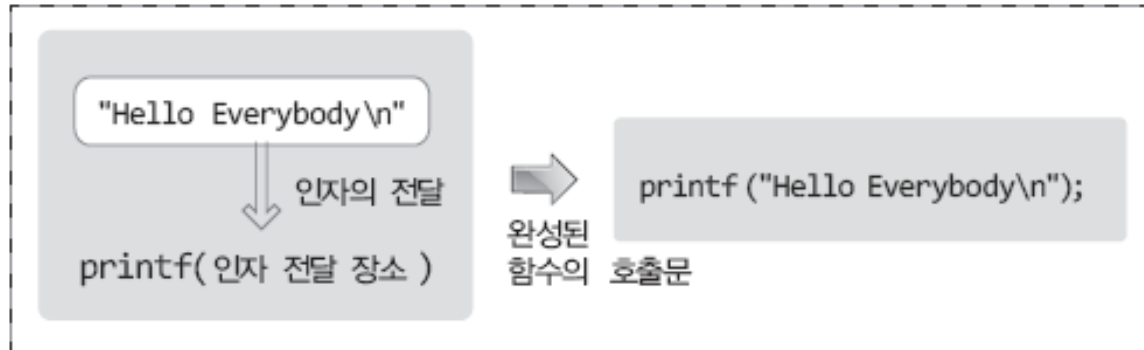 "Hello Everybody\n"
인자의 전달
printf( 인자 전달 장소 )
완성된
함수의 호출문
printf("Hello Everybody\n");